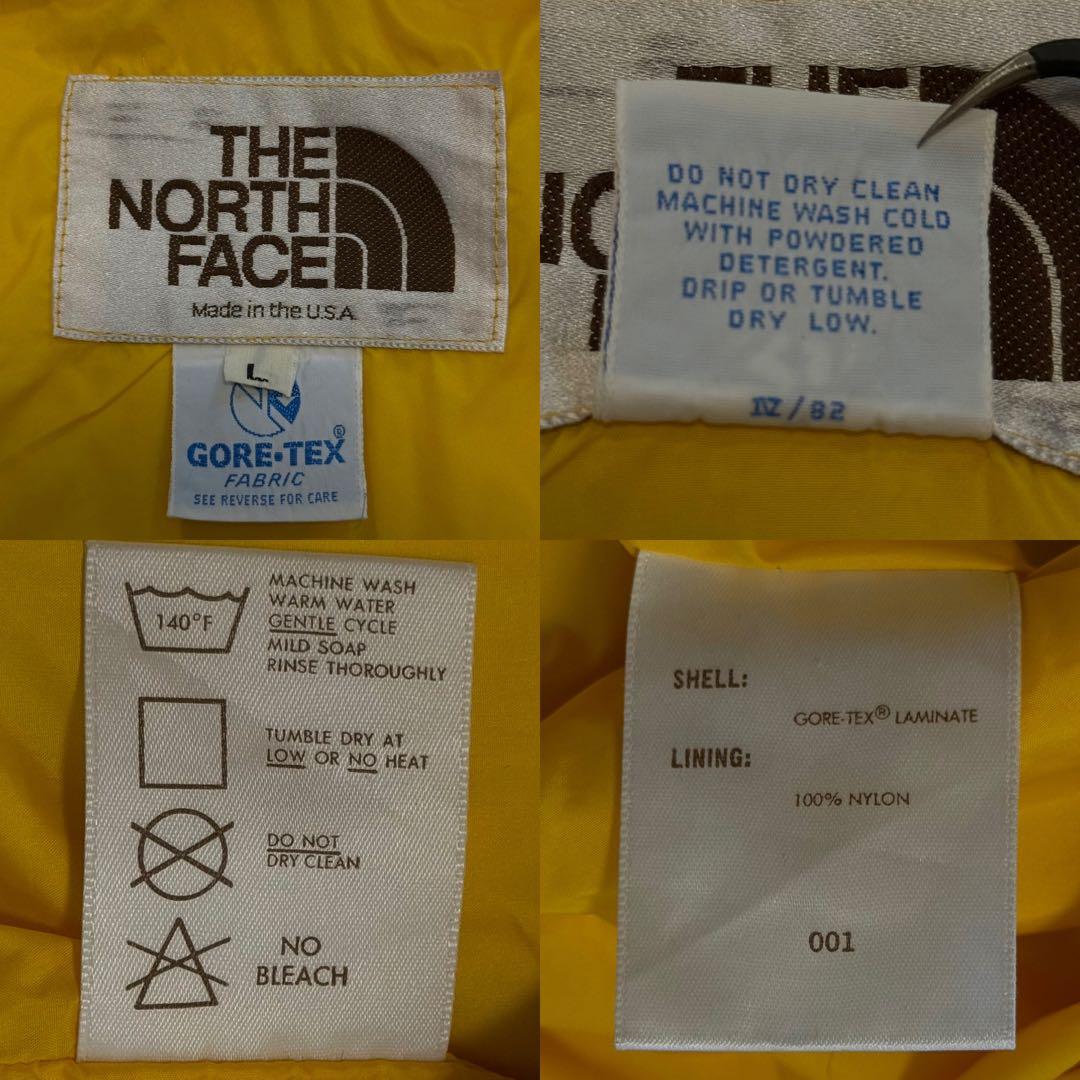 THE
NORTH
FACE
Made in the U.S.A.
L
GORE-TEX®
FABRIC
SEE REVERSE FOR CARE
DO NOT DRY CLEAN
MACHINE WASH COLD
WITH POWDERED
DETERGENT.
DRIP OR TUMBLE
DRY LOW.
IV/82
140°F
MACHINE WASH
WARM WATER
GENTLE CYCLE
MILD SOAP
RINSE THOROUGHLY
TUMBLE DRY AT
LOW OR NO HEAT
DO NOT
DRY CLEAN
NO
BLEACH
SHELL:
GORE-TEX® LAMINATE
LINING:
100% NYLON
001